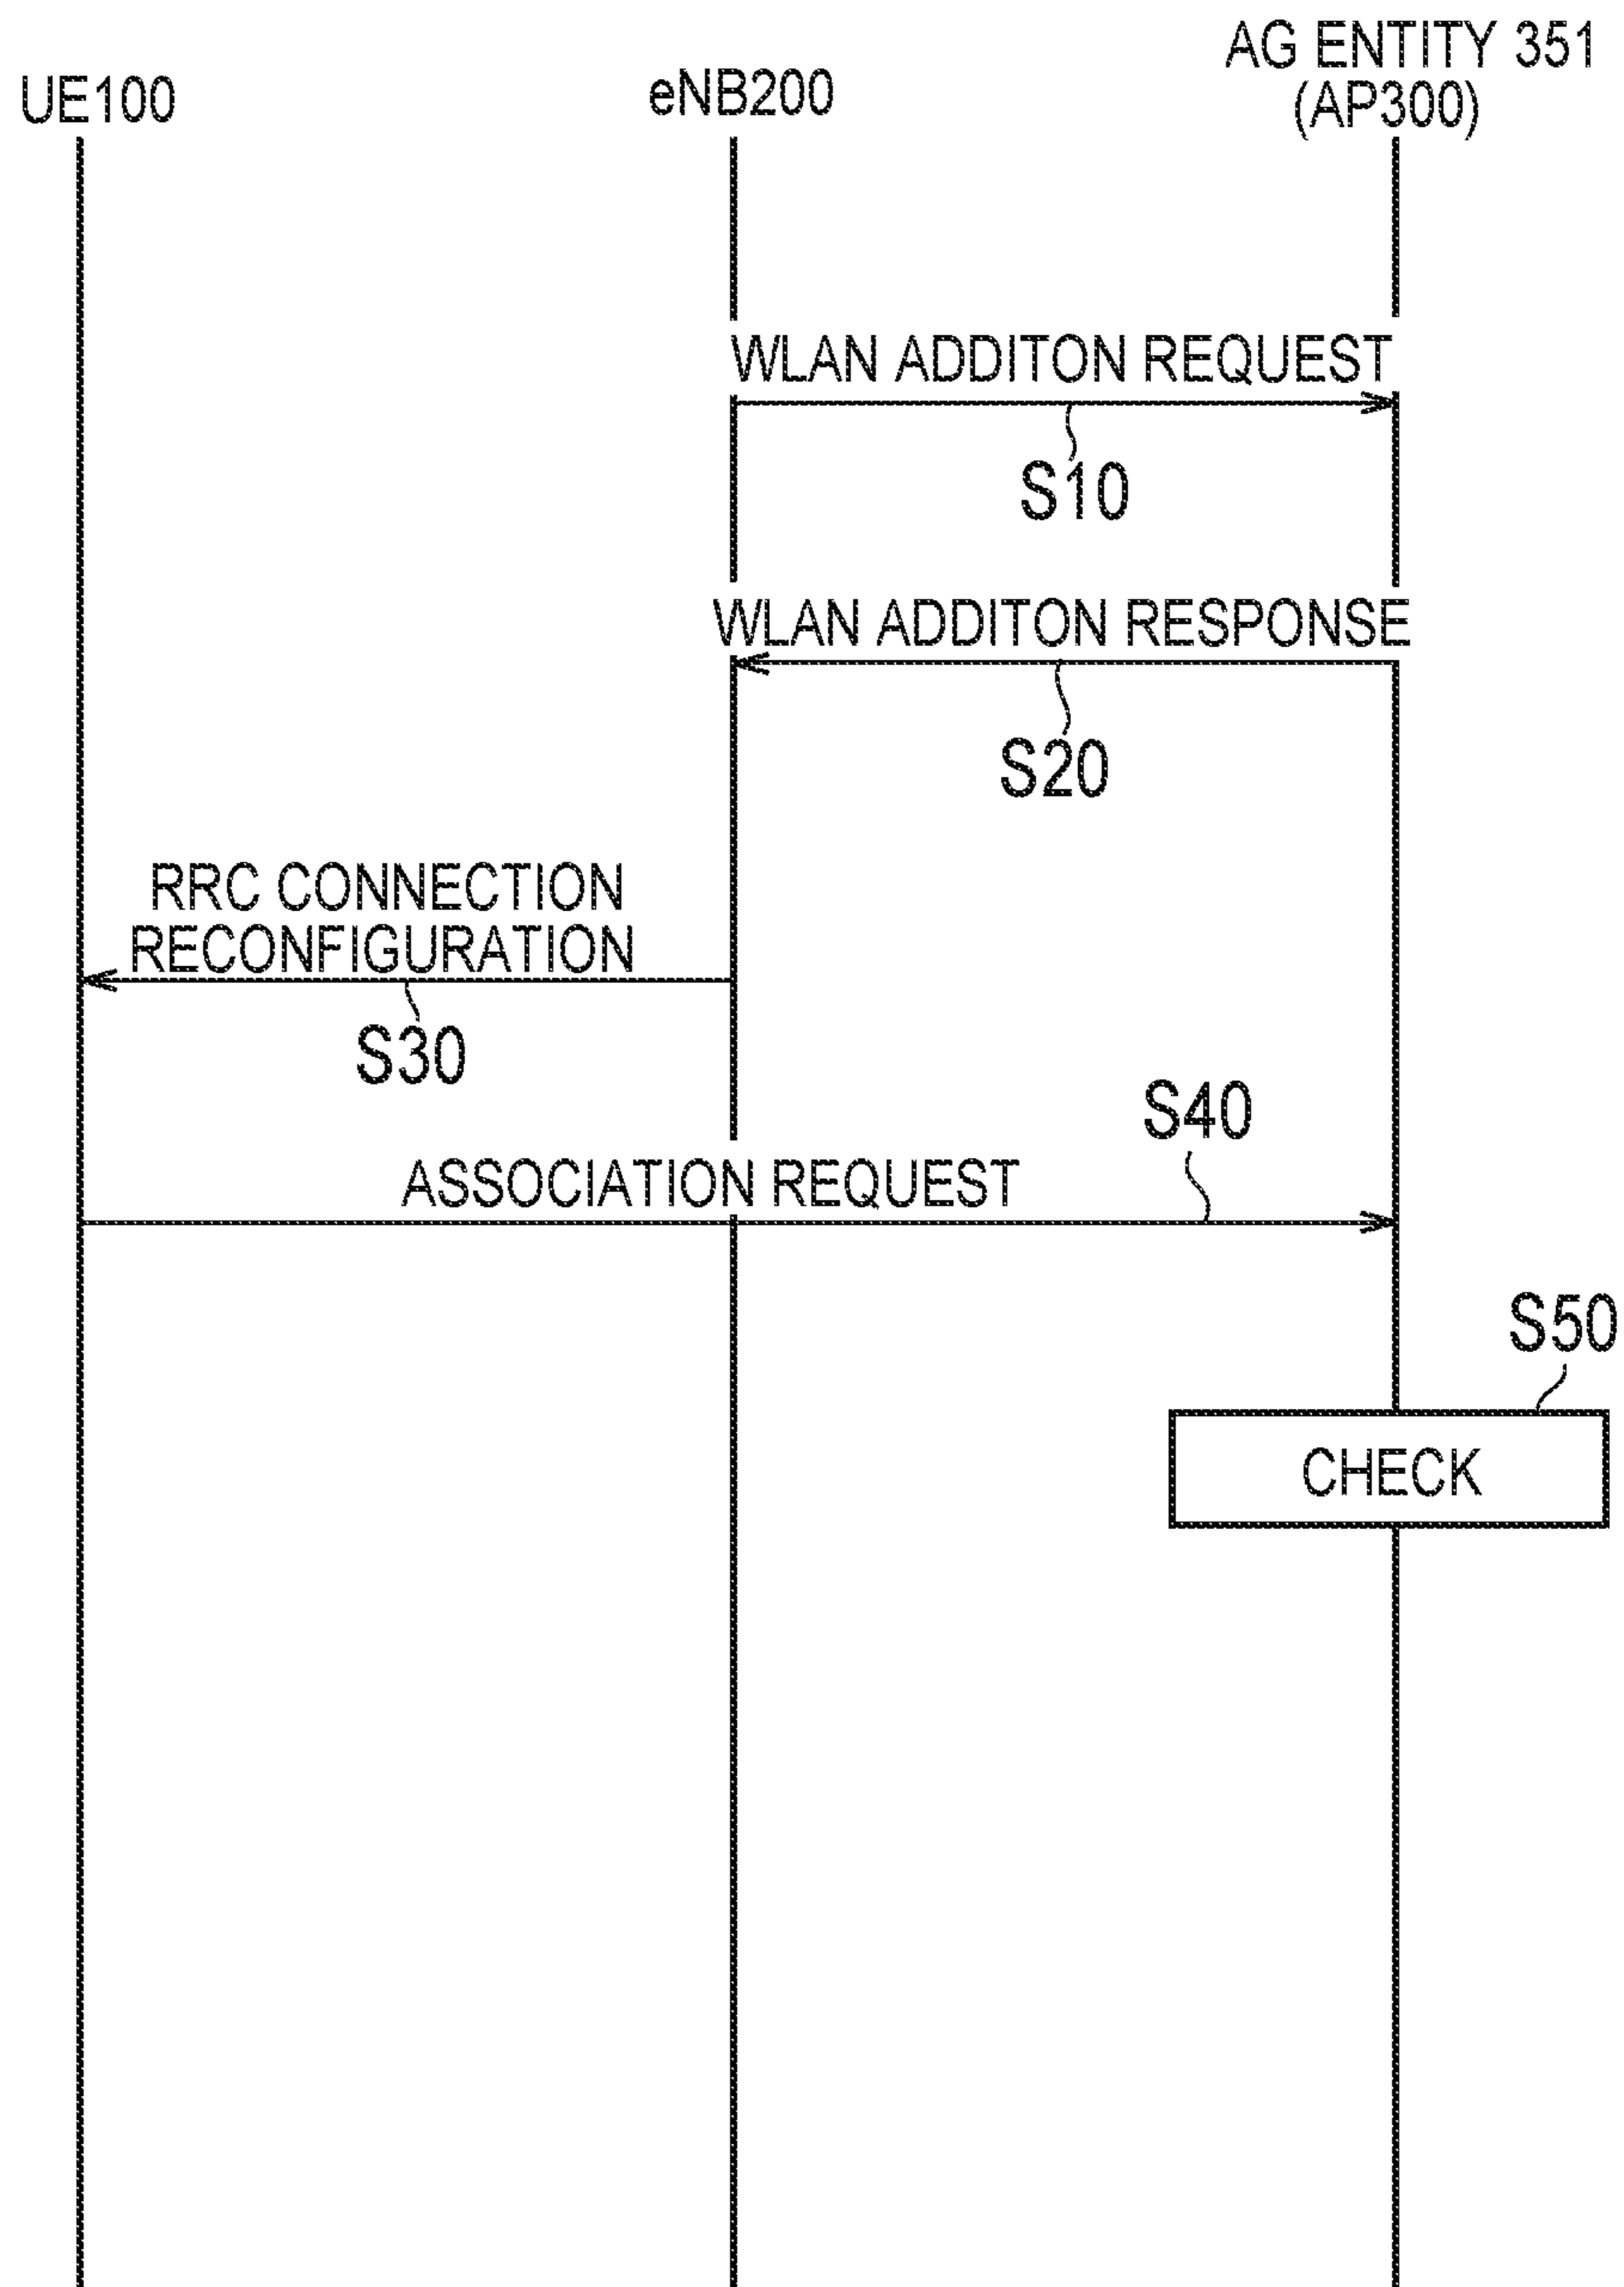 UE100
eNB200
AG ENTITY 351
(AP300)
WLAN ADDITON REQUEST
S10
WLAN ADDITON RESPONSE
S20
RRC CONNECTION
RECONFIGURATION
S30
S40
ASSOCIATION REQUEST
S50
CHECK